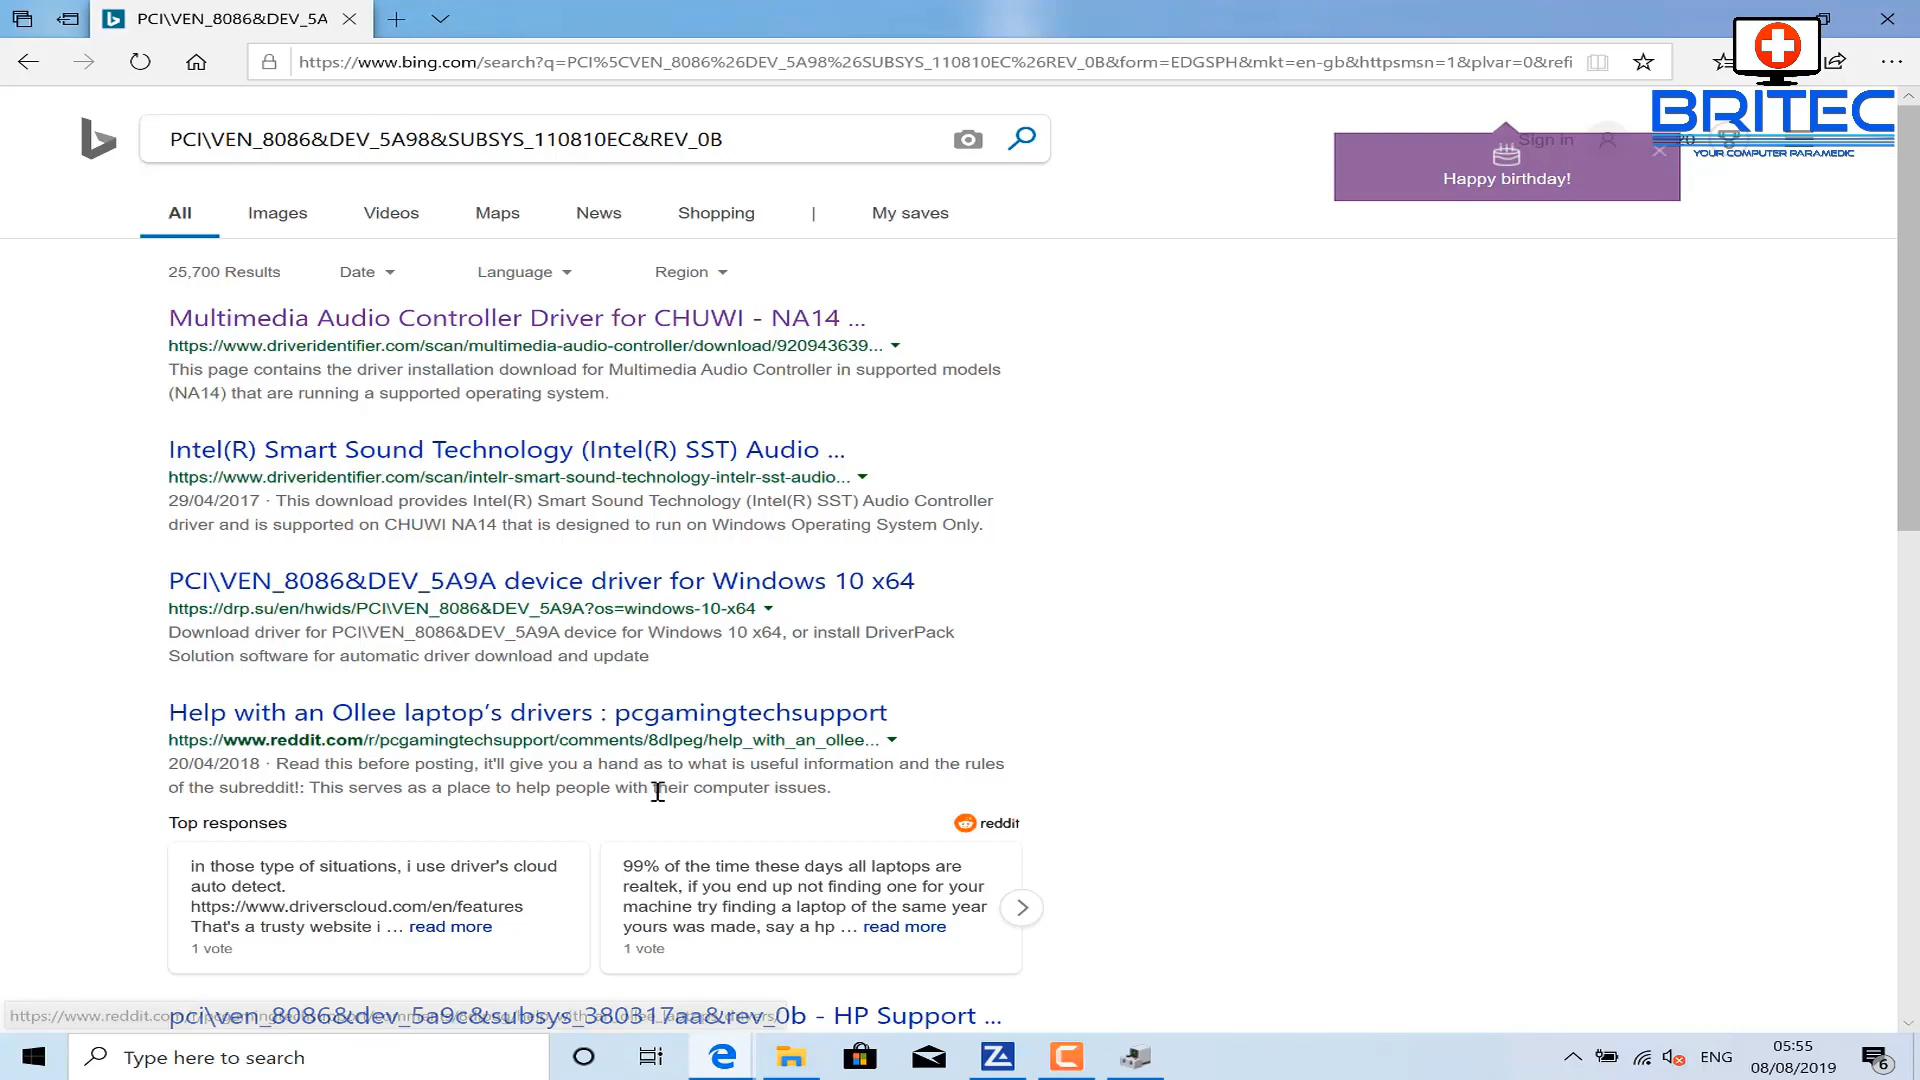 PCI\VEN_8086&DEV_5A
https://www.bing.com/search?q=PCI%5CVEN_8086%26DEV_5A98%26SUBSYS_110810EC%26REV_0B&form=EDGSPH&mkt=en-gb&httpsmsn=1&plvar=0&refi
BRITEC
YOUR COMPUTER PARAMEDIC
PCI\VEN_8086&DEV_5A98&SUBSYS_110810EC&REV_0B
Sign in
20
Happy birthday!
All Images Videos Maps News Shopping | My saves
25,700 Results Date Language Region
Multimedia Audio Controller Driver for CHUWI - NA14 ...
https://www.driveridentifier.com/scan/multimedia-audio-controller/download/920943639...
This page contains the driver installation download for Multimedia Audio Controller in supported models
(NA14) that are running a supported operating system.
Intel(R) Smart Sound Technology (Intel(R) SST) Audio ...
https://www.driveridentifier.com/scan/intelr-smart-sound-technology-intelr-sst-audio...
29/04/2017 · This download provides Intel(R) Smart Sound Technology (Intel(R) SST) Audio Controller
driver and is supported on CHUWI NA14 that is designed to run on Windows Operating System Only.
PCI\VEN_8086&DEV_5A9A device driver for Windows 10 x64
https://drp.su/en/hwids/PCI\VEN_8086&DEV_5A9A?os=windows-10-x64
Download driver for PCI\VEN_8086&DEV_5A9A device for Windows 10 x64, or install DriverPack
Solution software for automatic driver download and update
Help with an Ollee laptop's drivers : pcgamingtechsupport
https://www.reddit.com/r/pcgamingtechsupport/comments/8dlpeg/help_with_an_ollee...
20/04/2018 · Read this before posting, it'll give you a hand as to what is useful information and the rules
of the subreddit!: This serves as a place to help people with their computer issues.
Top responses
reddit
in those type of situations, i use driver's cloud
auto detect.
https://www.driverscloud.com/en/features
That's a trusty website i ... read more
1 vote
99% of the time these days all laptops are
realtek, if you end up not finding one for your
machine try finding a laptop of the same year
yours was made, say a hp ... read more
1 vote
pci\ven_8086&dev_5a9c&subsys_380317aa&rev_0b - HP Support ...
Type here to search
ENG
05:55
08/08/2019
6